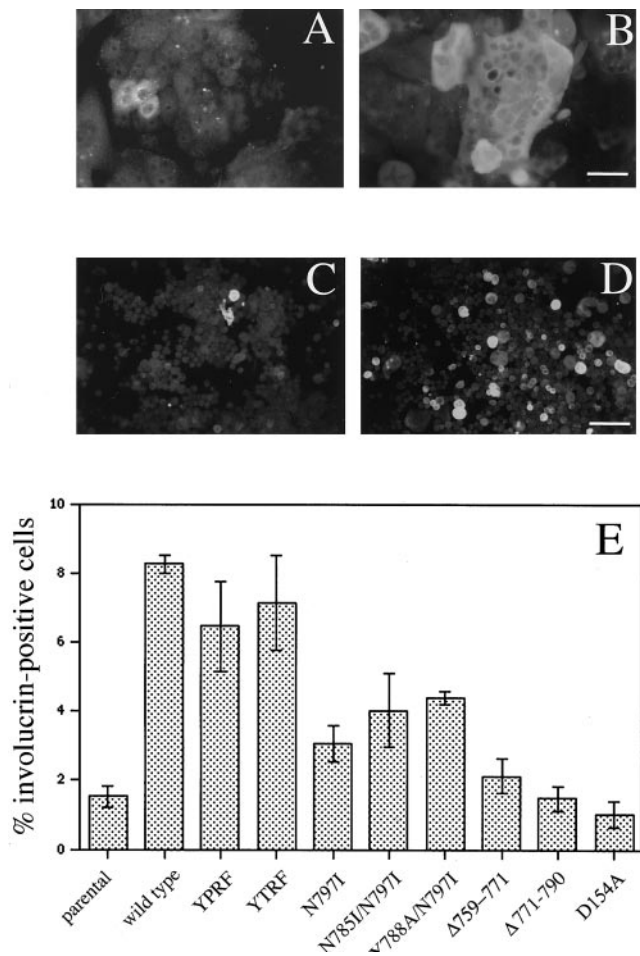 A
B
C
D
E
% involucrin-positive cells
10
8
6
4
2
0
parental
wild type
YPRF
YTRF
N797I
N785I/N797I
Y788A/N797I
Δ759–771
Δ771-790
D154A